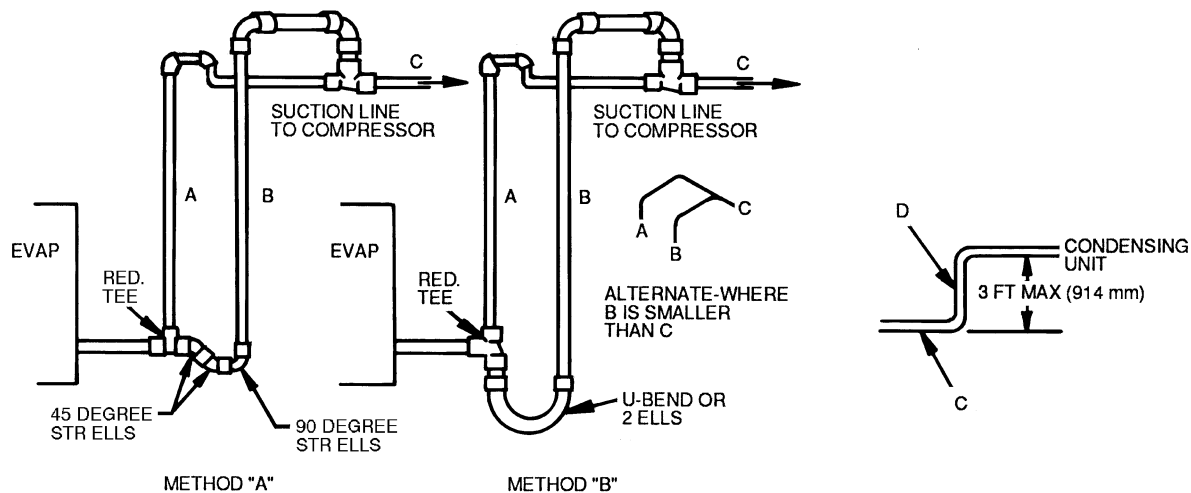 C
SUCTION LINE
TO COMPRESSOR
A
B
EVAP
RED.
TEE
45 DEGREE
STR ELLS
90 DEGREE
STR ELLS
METHOD "A"
C
SUCTION LINE
TO COMPRESSOR
A
B
EVAP
RED.
TEE
A
B
C
ALTERNATE-WHERE
B IS SMALLER
THAN C
U-BEND OR
2 ELLS
METHOD "B"
D
CONDENSING
UNIT
3 FT MAX (914 mm)
C